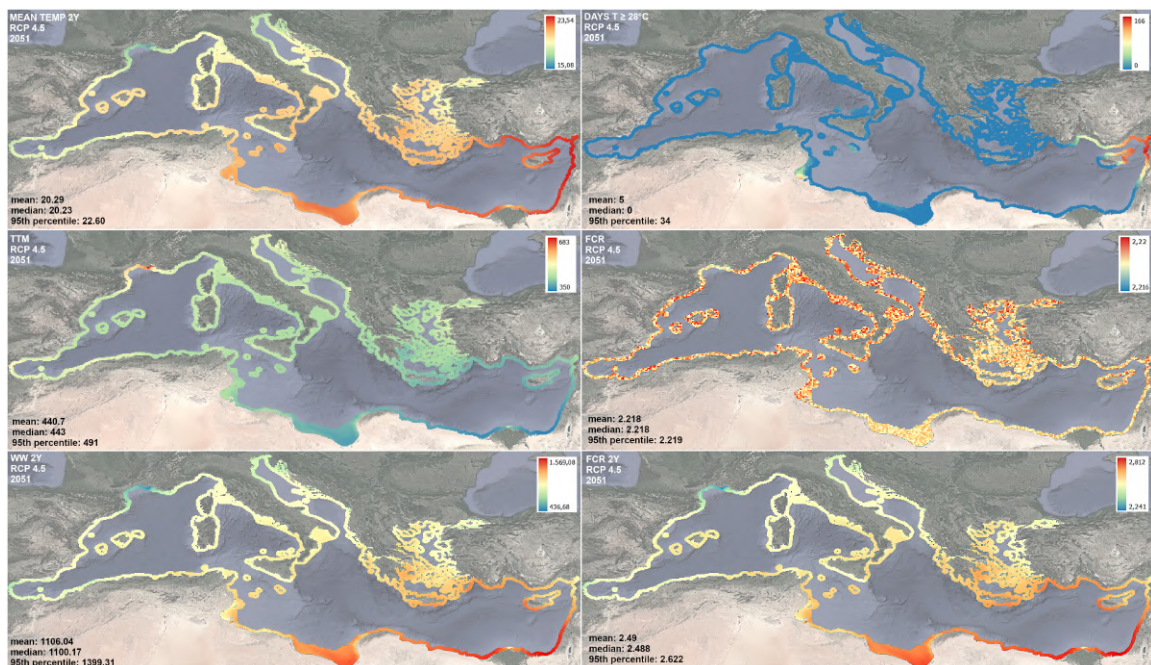 MEAN TEMP 2Y
RCP 4.5
2051
23,54
15,08
mean: 20.29
median: 20.23
95th percentile: 22.60
DAYS T ≥ 28°C
RCP 4.5
2051
106
0
mean: 5
median: 0
95th percentile: 34
TTM
RCP 4.5
2051
683
350
mean: 440.7
median: 443
95th percentile: 491
FCR
RCP 4.5
2051
2,22
2,216
mean: 2.218
median: 2.218
95th percentile: 2.219
WW 2Y
RCP 4.5
2051
1.569,08
436,68
mean: 1106.04
median: 1100.17
95th percentile: 1399.31
FCR 2Y
RCP 4.5
2051
2,812
2,241
mean: 2.49
median: 2.488
95th percentile: 2.622